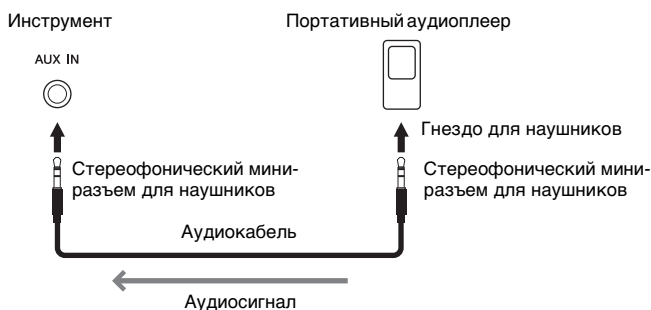 Инструмент
Портативный аудиоплеер
AUX IN
Гнездо для наушников
Стереофонический мини-
разъем для наушников
Стереофонический мини-
разъем для наушников
Аудиокабель
Аудиосигнал